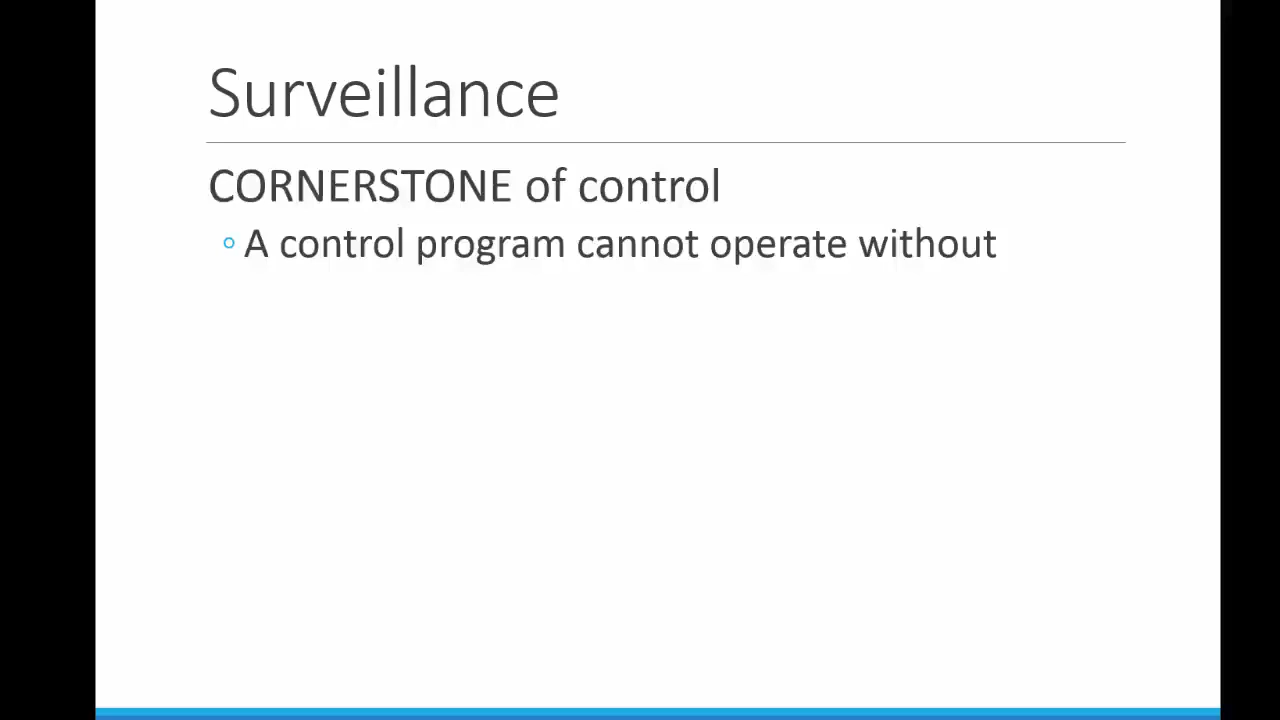 Surveillance
CORNERSTONE of control
◦ A control program cannot operate without